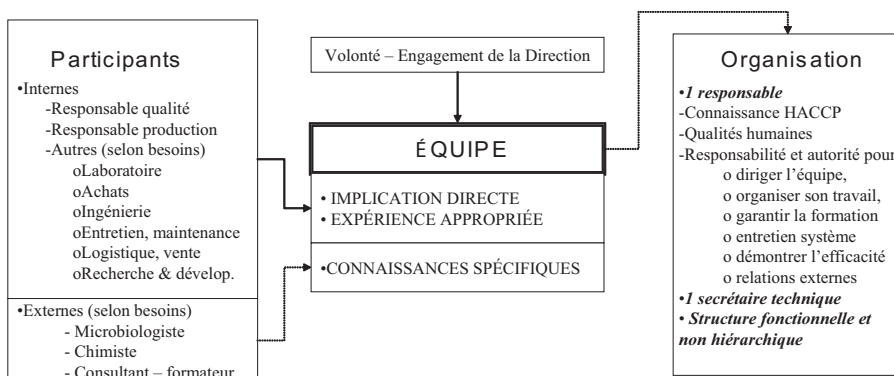 Participants
•Internes
-Responsable qualité
-Responsable production
-Autres (selon besoins)
oLaboratoire
oAchats
oIngénierie
oEntretien, maintenance
oLogistique, vente
oRecherche & dévelop.
•Externes (selon besoins)
- Microbiologiste
- Chimiste
- Consultant – formateur
Volonté – Engagement de la Direction
ÉQUIPE
• IMPLICATION DIRECTE
• EXPÉRIENCE APPROPRIÉE
•CONNAISSANCES SPÉCIFIQUES
Organisation
•1 responsable
-Connaissance HACCP
-Qualités humaines
-Responsabilité et autorité pour
o diriger l’équipe,
o organiser son travail,
o garantir la formation
o entretien système
o démontrer l’efficacité
o relations externes
•1 secrétaire technique
• Structure fonctionnelle et
non hiérarchique